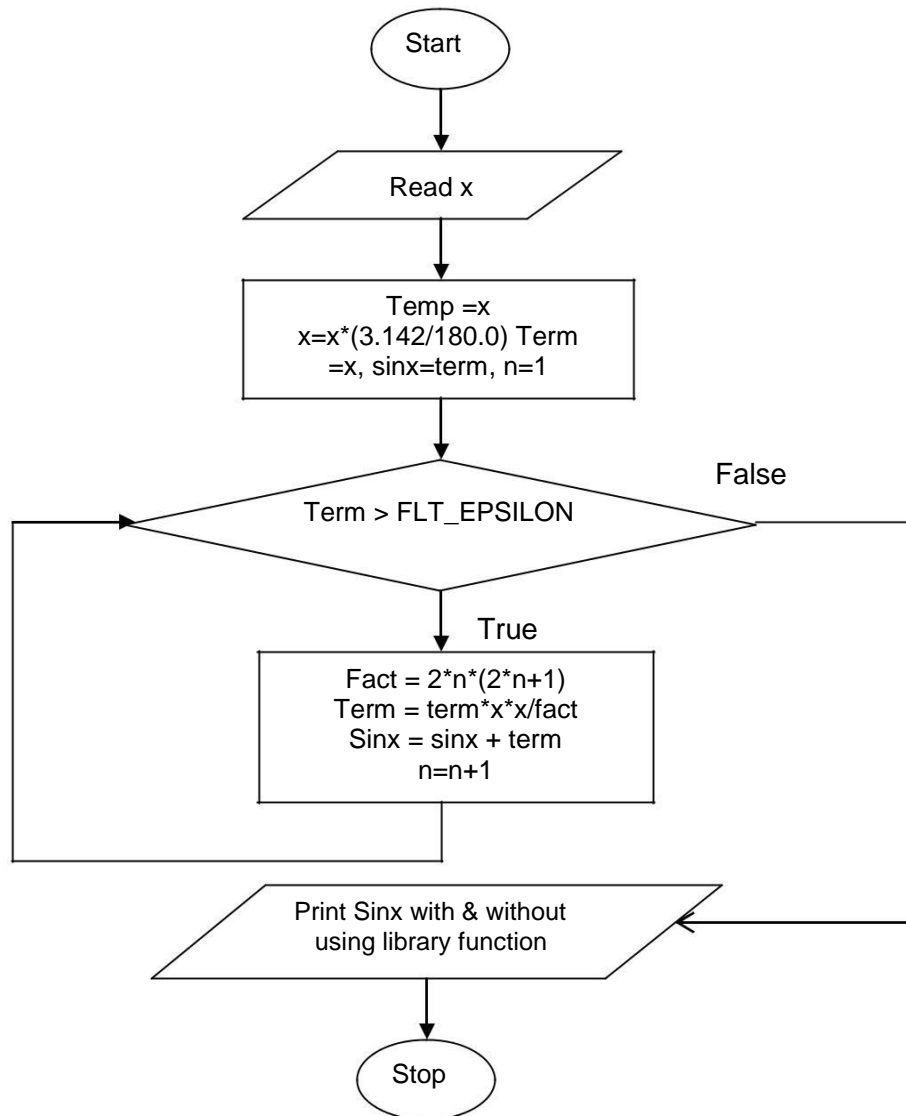 Start
Read x
Temp =x
x=x*(3.142/180.0) Term
=x, sinx=term, n=1
False
Term > FLT_EPSILON
True
Fact = 2*n*(2*n+1)
Term = term*x*x/fact
Sinx = sinx + term
n=n+1
Print Sinx with & without
using library function
Stop